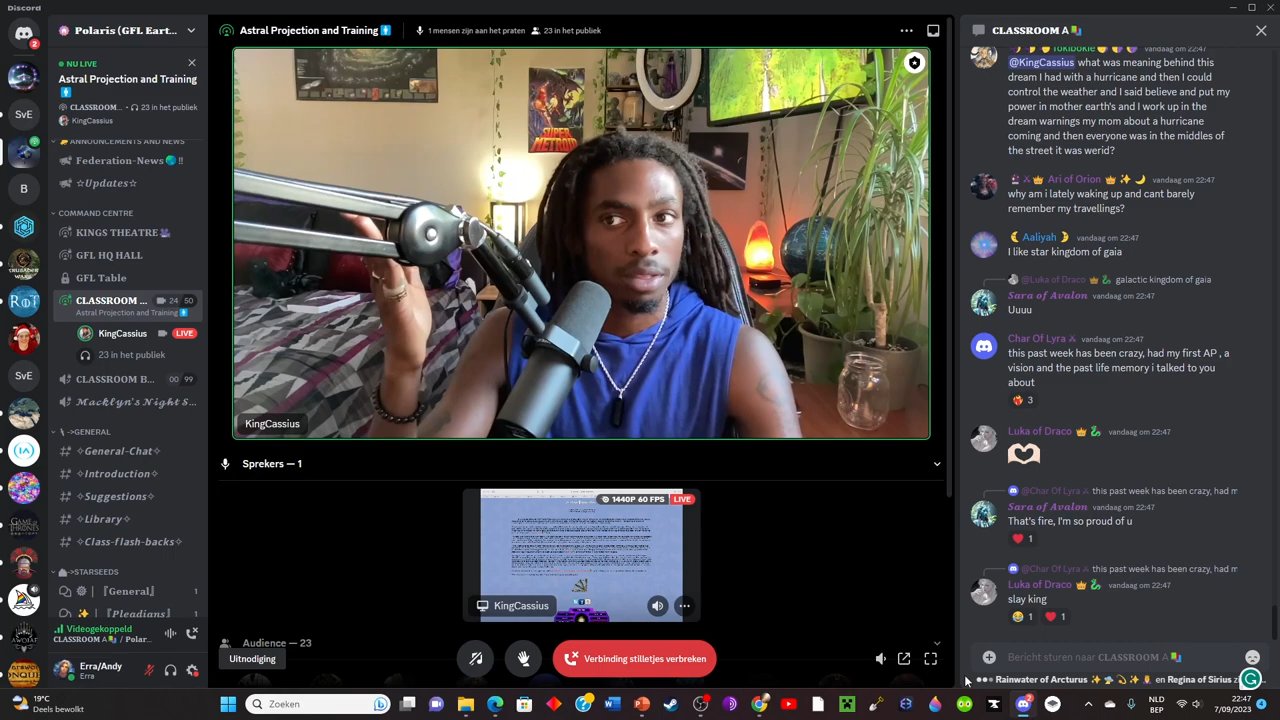 Discord
2
SvE
B
SvE
Polaris (GFL Eart...
NU LIVE
Astral Projection and Training
CLASSROOM... • 23 in het publiek
KingCassius
ANNOUNCEMENTS AND NEWS
Federation-News🌎 ‼
☆Updates☆
COMMAND CENTRE
KINGS THEATRE
GFL HQ HALL
GFL Table
CLASSROOM ... 24 50
Astral Projection and Training
KingCassius LIVE
23 in het publiek
CLASSROOM B... 00 99
Macklyn's Night S...
->GENERAL
✧General-Chat✧
✧Introduction✧
✧Suggestions✧
✧Library✧
✧Class-flash-backs✧
->STARSEEDS
『General』 1
『Pleadians』 1
Videogekoppeld
CLASSROOM A / Polar...
Erra/Andy
Erra
Uitnodiging
Astral Projection and Training
1 mensen zijn aan het praten 23 in het publiek
SUPER
METROID
KingCassius
Sprekers — 1
1440P 60 FPS LIVE
KingCassius
Audience — 23
Verbinding stilletjes verbreken
CLASSROOM A
TORIDORIE vandaag om 22:47
@KingCassius what was meaning behind this
dream i had with a hurricane and then I could
control the weather and I said believe and put my
power in mother earth's and I work up in the
dream warnings my mom about a hurricane
coming and then everyone was in the middles of
the street it was werid?
Ari of Orion vandaag om 22:47
why am i lately waking up and cant barely
remember my travellings?
Aaliyah vandaag om 22:47
I like star kingdom of gaia
@Luka of Draco galactic kingdom of gaia
Sara of Avalon vandaag om 22:47
Uuuu
Char Of Lyra vandaag om 22:47
this past week has been crazy, had my first AP , a
vision and the past life memory i talked to you
about
3
Luka of Draco vandaag om 22:47
@Char Of Lyra this past week has been crazy, had m
Sara of Avalon vandaag om 22:47
That's fire, I'm so proud of u
1
@Char Of Lyra this past week has been crazy, had m
Luka of Draco vandaag om 22:47
slay king
1 1
Bericht sturen naar CLASSROOM A
Rainwater of Arcturus en Regina of Sirius
19°C
Deels bewolkt
Zoeken
NLD
BEP
22:47
7/09/2023
4